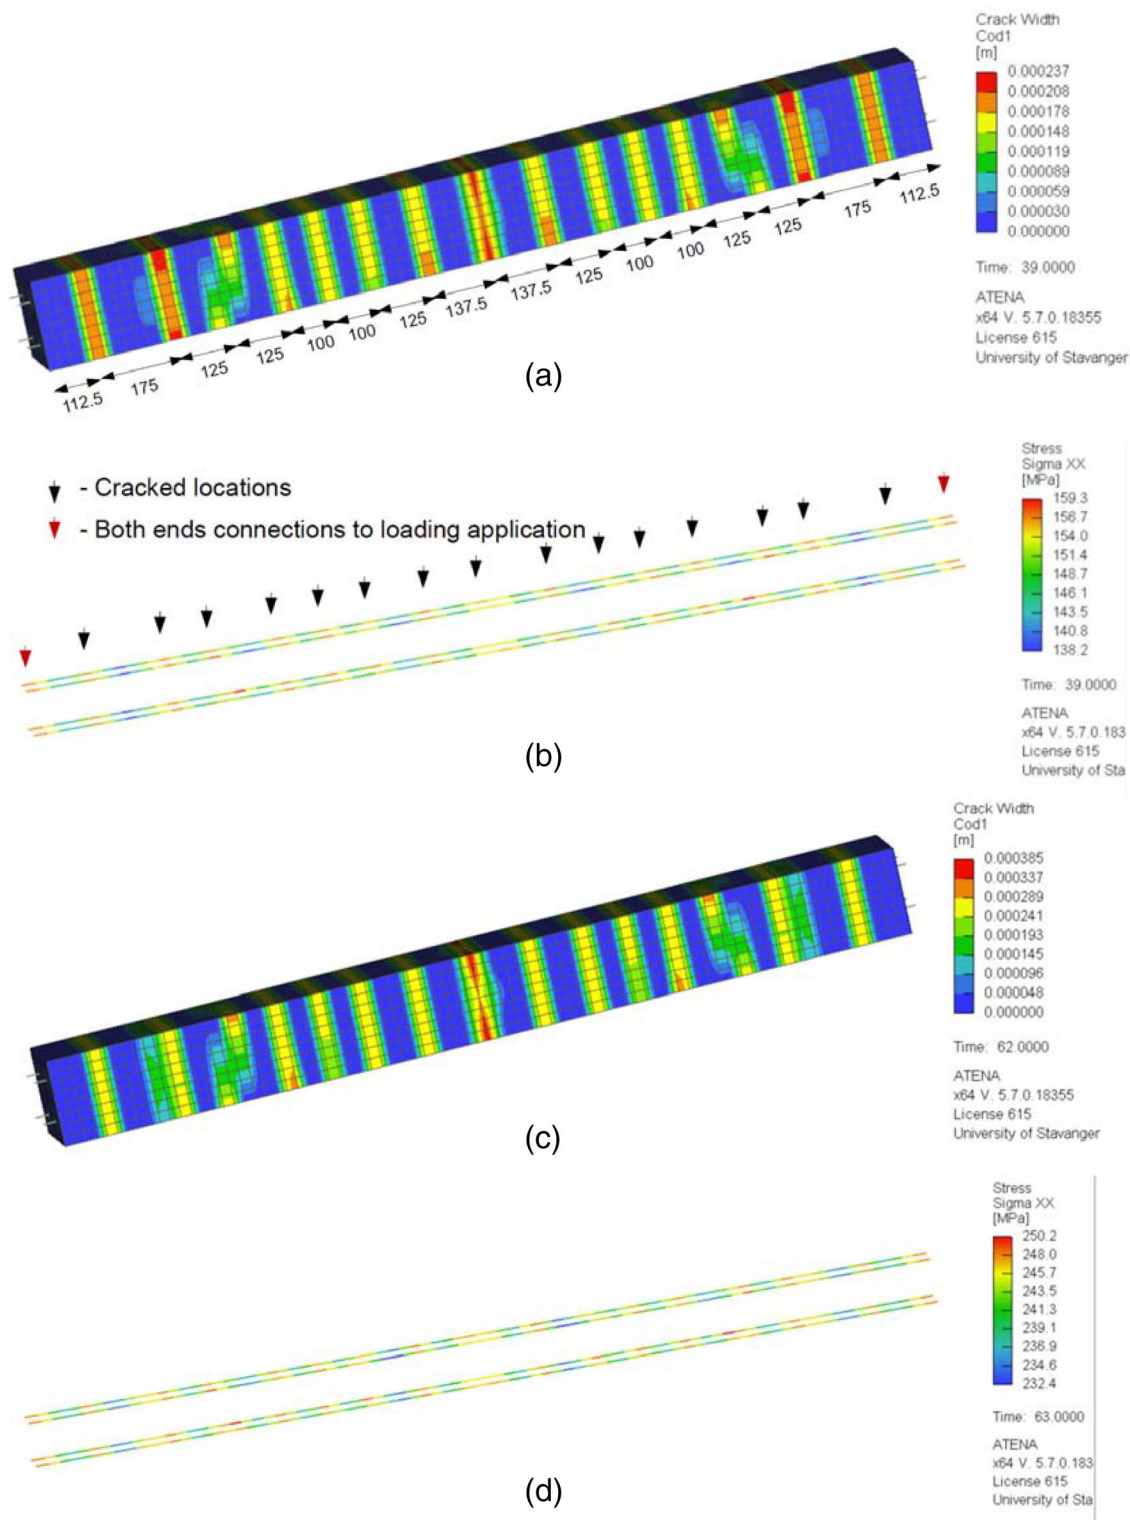 Crack Width
Cod1
[m]
0.000237
0.000208
0.000178
0.000148
0.000119
0.000089
0.000059
0.000030
0.000000
Time: 39.0000
ATENA
x64 V. 5.7.0.18355
License 615
University of Stavanger
112.5 175 125 125 100 100 125 137.5 137.5 125 100 100 125 125 175 112.5
(a)
- Cracked locations
- Both ends connections to loading application
Stress
Sigma XX
[MPa]
159.3
156.7
154.0
151.4
148.7
146.1
143.5
140.8
138.2
Time: 39.0000
ATENA
x64 V. 5.7.0.183
License 615
University of Sta
(b)
Crack Width
Cod1
[m]
0.000385
0.000337
0.000289
0.000241
0.000193
0.000145
0.000096
0.000048
0.000000
Time: 62.0000
ATENA
x64 V. 5.7.0.18355
License 615
University of Stavanger
(c)
Stress
Sigma XX
[MPa]
250.2
248.0
245.7
243.5
241.3
239.1
236.9
234.6
232.4
Time: 63.0000
ATENA
x64 V. 5.7.0.183
License 615
University of Sta
(d)